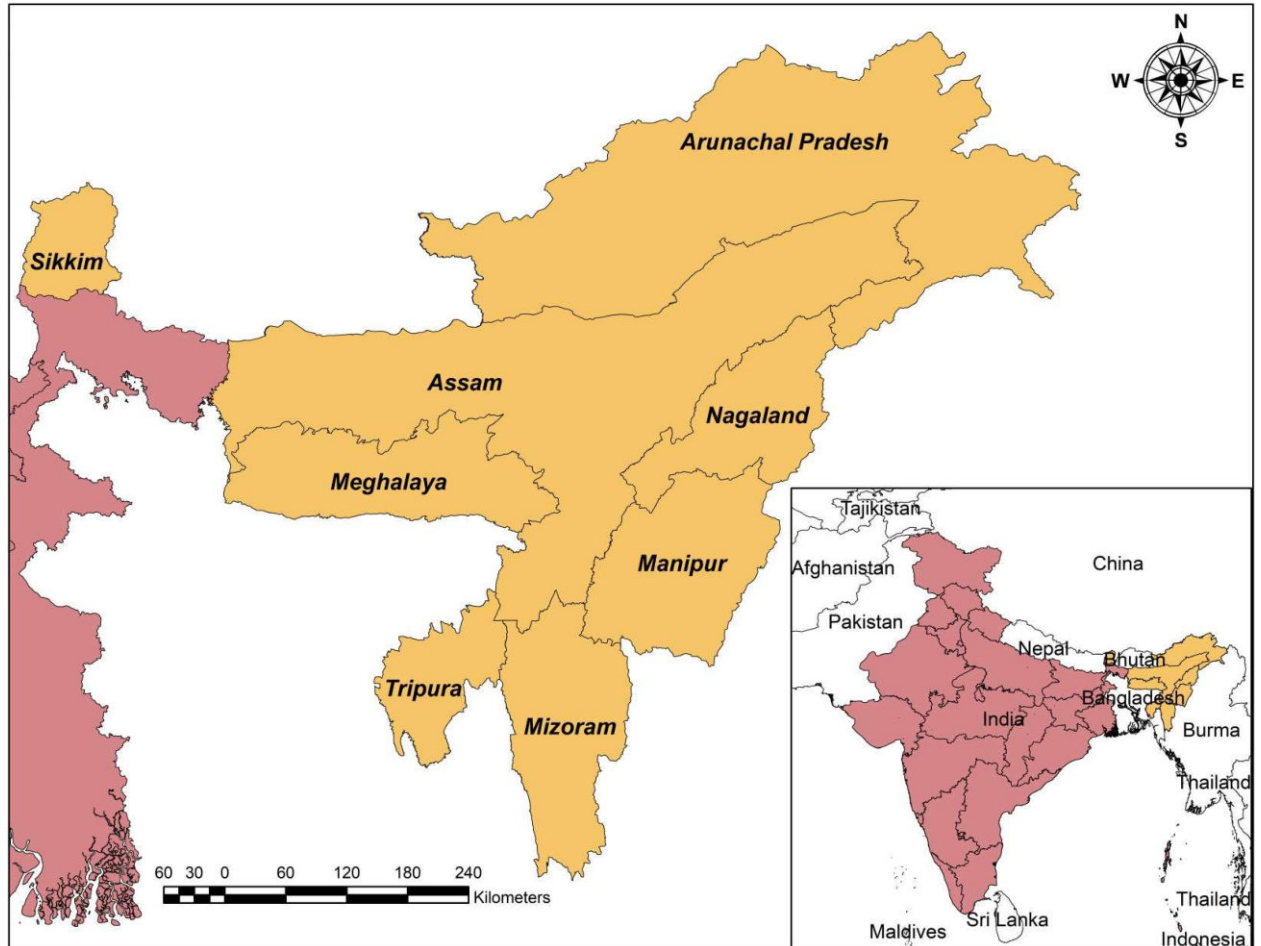 N
W E
S
Arunachal Pradesh
Sikkim
Assam
Nagaland
Meghalaya
Manipur
Tripura
Mizoram
60 30 0 60 120 180 240
Kilometers
Tajikistan
China
Afghanistan
Pakistan
Nepal
Bhutan
Bangladesh
India
Burma
Thailand
Thailand
Sri Lanka
Maldives
Indonesia